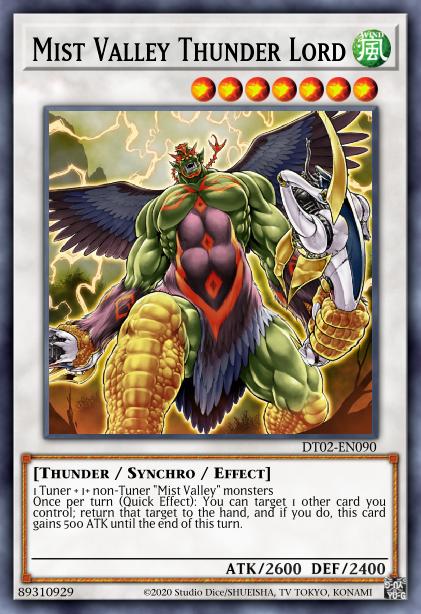 Mist Valley Thunder Lord
WIND
風
DT02-EN090
[Thunder / Synchro / Effect]
1 Tuner + 1+ non-Tuner "Mist Valley" monsters
Once per turn (Quick Effect): You can target 1 other card you
control; return that target to the hand, and if you do, this card
gains 500 ATK until the end of this turn.
ATK/2600 DEF/2400
89310929
©2020 Studio Dice/SHUEISHA, TV TOKYO, KONAMI